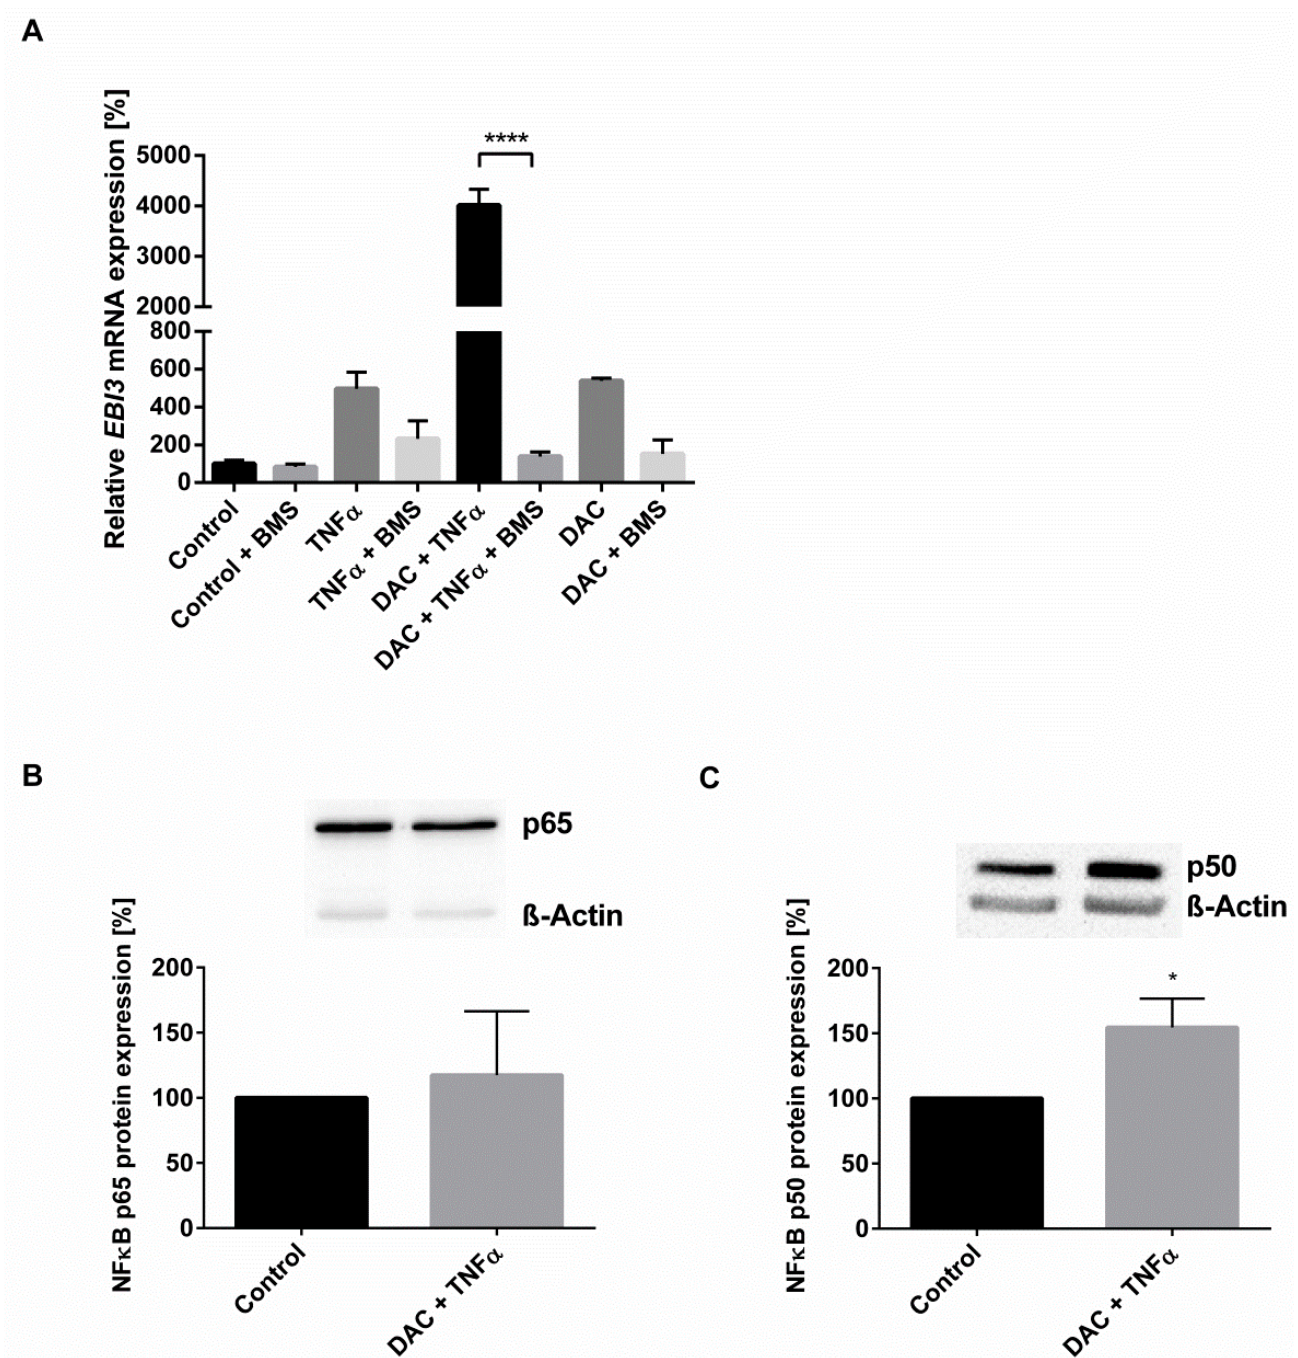 A
Relative EBI3 mRNA expression [%]
****
5000
4000
3000
2000
800
600
400
200
0
Control
Control + BMS
TNFα
TNFα + BMS
DAC + TNFα
DAC + TNFα + BMS
DAC
DAC + BMS
B
p65
ß-Actin
NFκB p65 protein expression [%]
200
150
100
50
0
Control
DAC + TNFα
C
p50
ß-Actin
NFκB p50 protein expression [%]
*
200
150
100
50
0
Control
DAC + TNFα